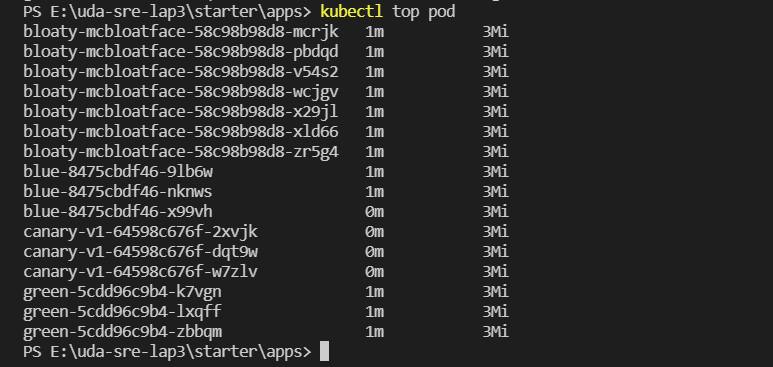 PS E:\uda-sre-lap3\starter\apps> kubectl top pod
bloaty-mcbloatface-58c98b98d8-mcrjk 1m 3Mi
bloaty-mcbloatface-58c98b98d8-pbdqd 1m 3Mi
bloaty-mcbloatface-58c98b98d8-v54s2 1m 3Mi
bloaty-mcbloatface-58c98b98d8-wcjgv 1m 3Mi
bloaty-mcbloatface-58c98b98d8-x29jl 1m 3Mi
bloaty-mcbloatface-58c98b98d8-xld66 1m 3Mi
bloaty-mcbloatface-58c98b98d8-zr5g4 1m 3Mi
blue-8475cbdf46-9lb6w 1m 3Mi
blue-8475cbdf46-nknws 1m 3Mi
blue-8475cbdf46-x99vh 0m 3Mi
canary-v1-64598c676f-2xvjk 0m 3Mi
canary-v1-64598c676f-dqt9w 0m 3Mi
canary-v1-64598c676f-w7zlv 0m 3Mi
green-5cdd96c9b4-k7vgn 1m 3Mi
green-5cdd96c9b4-lxqff 1m 3Mi
green-5cdd96c9b4-zbbqm 1m 3Mi
PS E:\uda-sre-lap3\starter\apps>